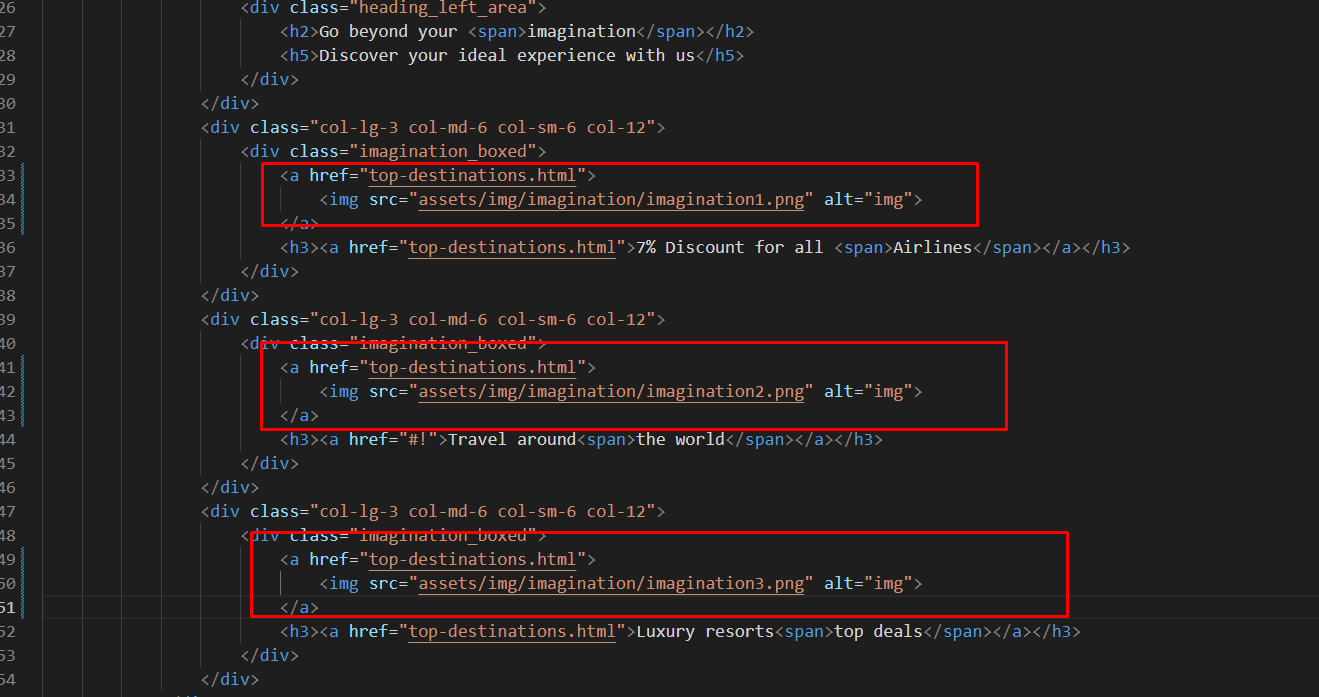 26 <div class="heading_left_area">
27 <h2>Go beyond your <span>imagination</span></h2>
28 <h5>Discover your ideal experience with us</h5>
29 </div>
30 </div>
31 <div class="col-lg-3 col-md-6 col-sm-6 col-12">
32 <div class="imagination_boxed">
33 <a href="top-destinations.html">
34 <img src="assets/img/imagination/imagination1.png" alt="img">
35 </a>
36 <h3><a href="top-destinations.html">7% Discount for all <span>Airlines</span></a></h3>
37 </div>
38 </div>
39 <div class="col-lg-3 col-md-6 col-sm-6 col-12">
40 <div class="imagination_boxed">
41 <a href="top-destinations.html">
42 <img src="assets/img/imagination/imagination2.png" alt="img">
43 </a>
44 <h3><a href="#!">Travel around<span>the world</span></a></h3>
45 </div>
46 </div>
47 <div class="col-lg-3 col-md-6 col-sm-6 col-12">
48 <div class="imagination_boxed">
49 <a href="top-destinations.html">
50 <img src="assets/img/imagination/imagination3.png" alt="img">
51 </a>
52 <h3><a href="top-destinations.html">Luxury resorts<span>top deals</span></a></h3>
53 </div>
54 </div>